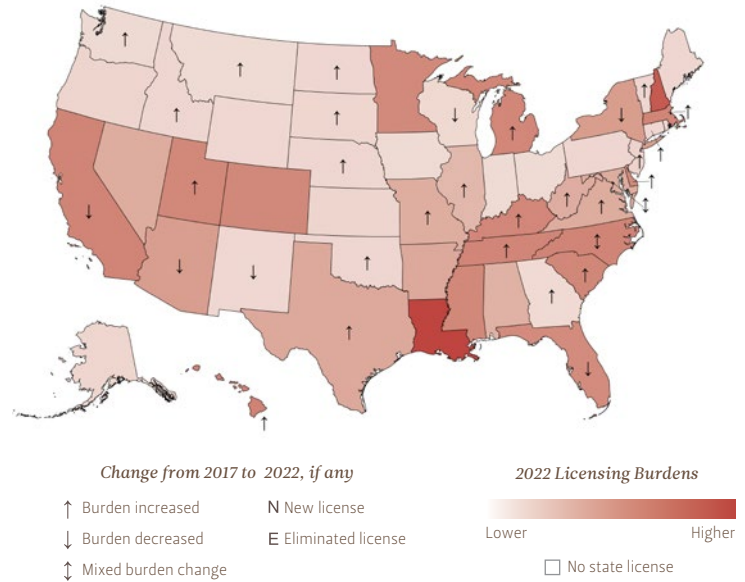 Change from 2017 to 2022, if any
↑ Burden increased
↓ Burden decreased
↕ Mixed burden change
N New license
E Eliminated license
2022 Licensing Burdens
Lower Higher
No state license